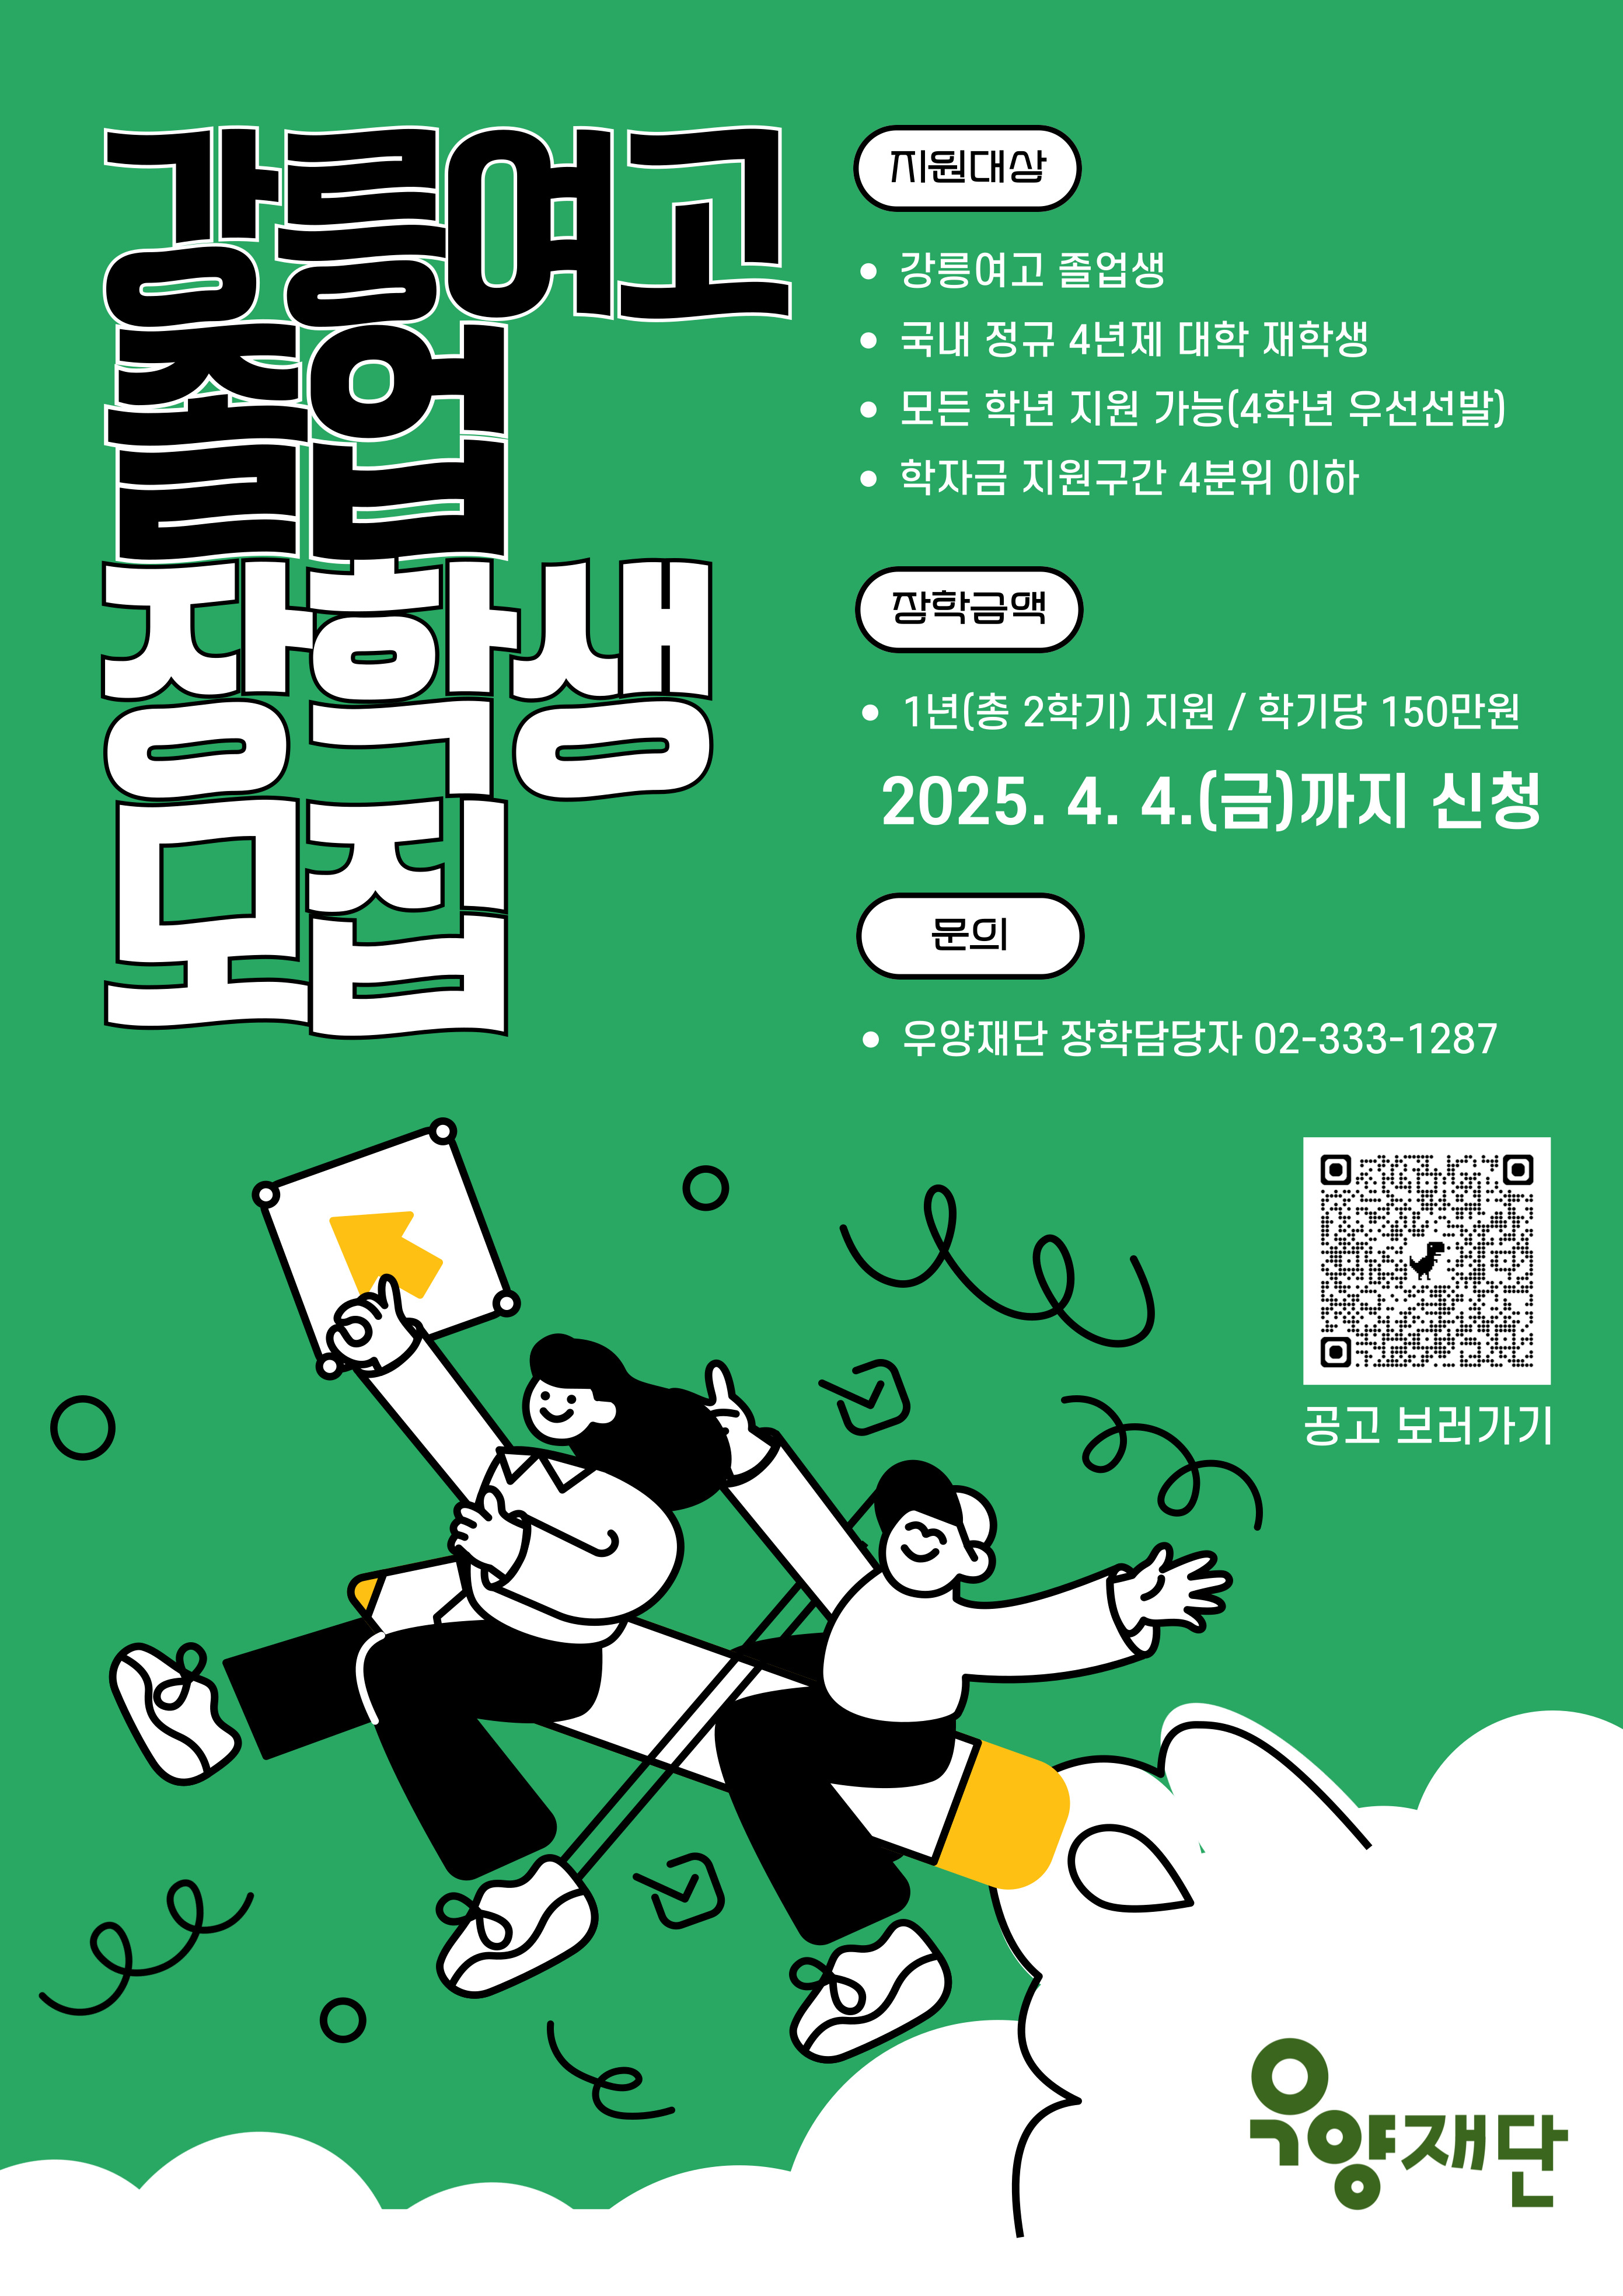 강릉여고
졸업
장학생
모집
지원대상
• 강릉여고 졸업생
• 국내 정규 4년제 대학 재학생
• 모든 학년 지원 가능(4학년 우선선발)
• 학자금 지원구간 4분위 이하
장학금액
• 1년(총 2학기) 지원 / 학기당 150만원
2025. 4. 4.(금)까지 신청
문의
• 우양재단 장학담당자 02-333-1287
공고 보러가기
우양재단